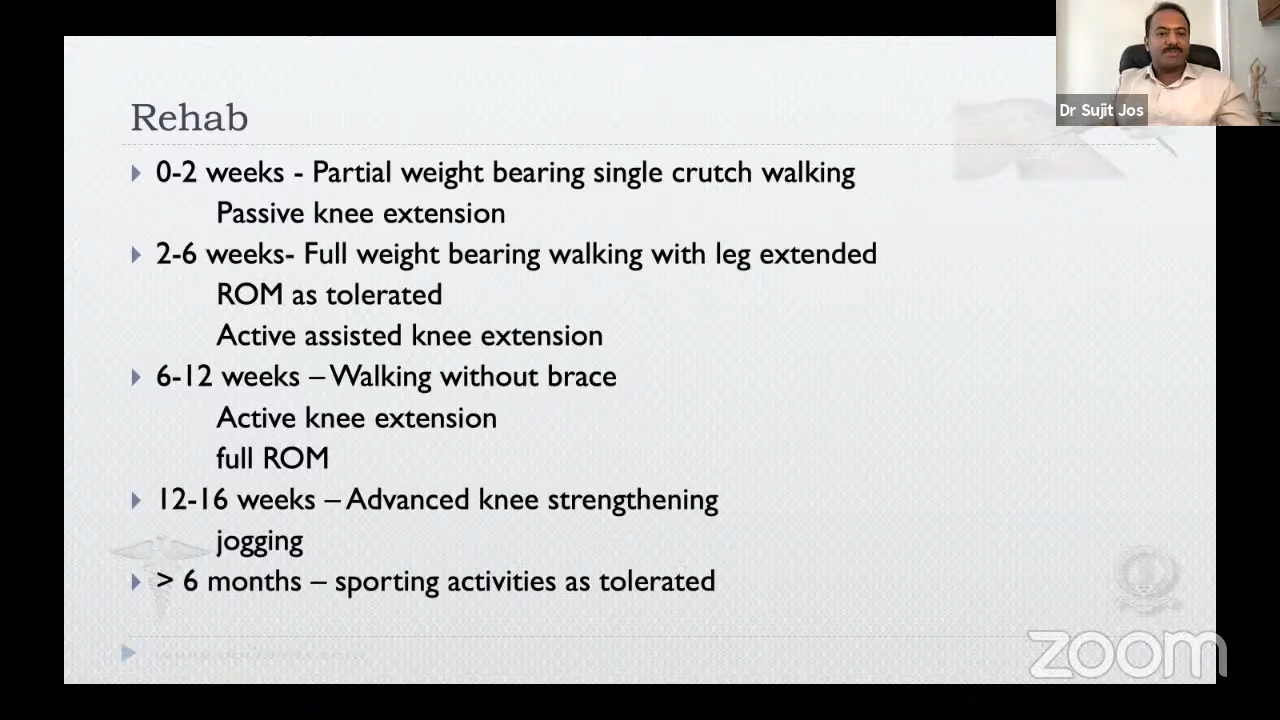 Dr Sujit Jos
Rehab
0-2 weeks - Partial weight bearing single crutch walking
Passive knee extension
2-6 weeks- Full weight bearing walking with leg extended
ROM as tolerated
Active assisted knee extension
6-12 weeks – Walking without brace
Active knee extension
full ROM
12-16 weeks – Advanced knee strengthening
jogging
> 6 months – sporting activities as tolerated
zoom